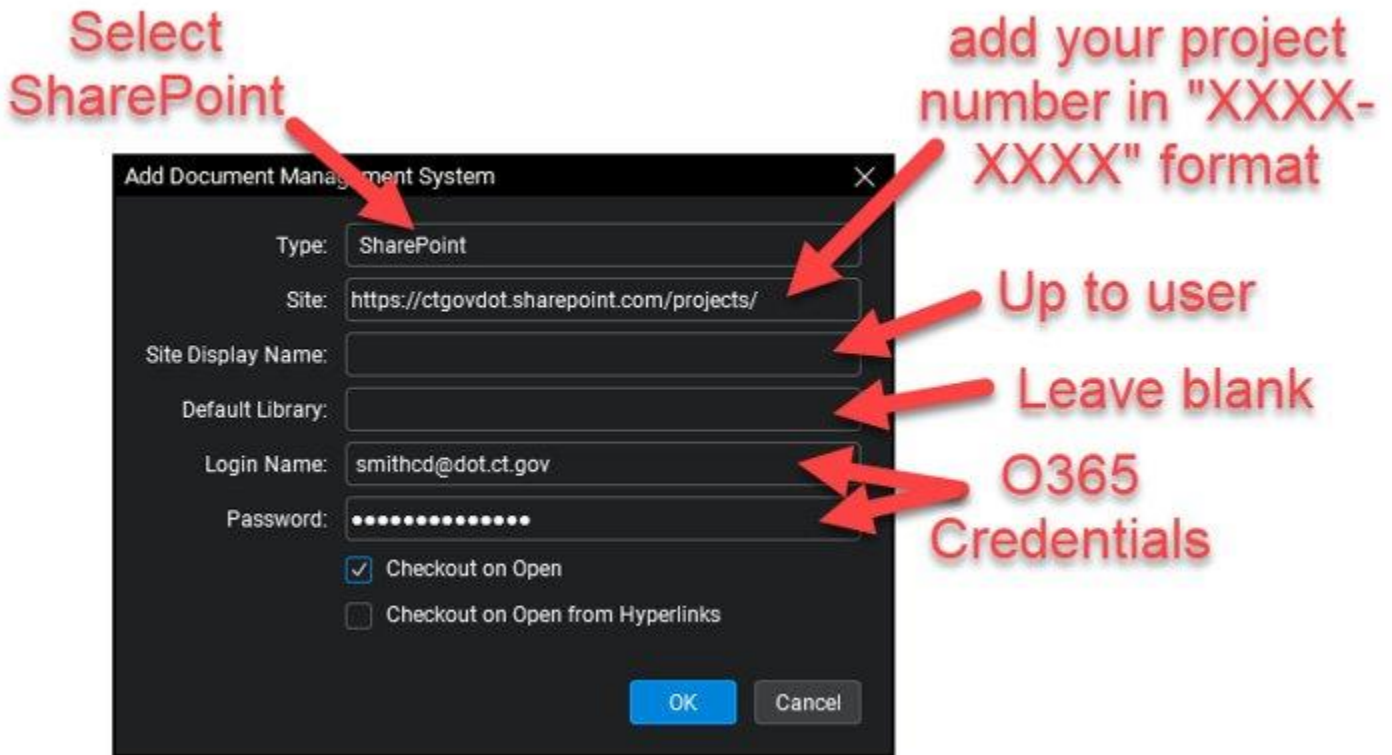 Select
SharePoint
add your project
number in "XXXX-
XXXX" format
Add Document Management System
Type: SharePoint
Site: https://ctgovdot.sharepoint.com/projects/
Up to user
Site Display Name:
Leave blank
Default Library:
Login Name: smithcd@dot.ct.gov
O365
Credentials
Password: ••••••••••••••
Checkout on Open
Checkout on Open from Hyperlinks
OK Cancel